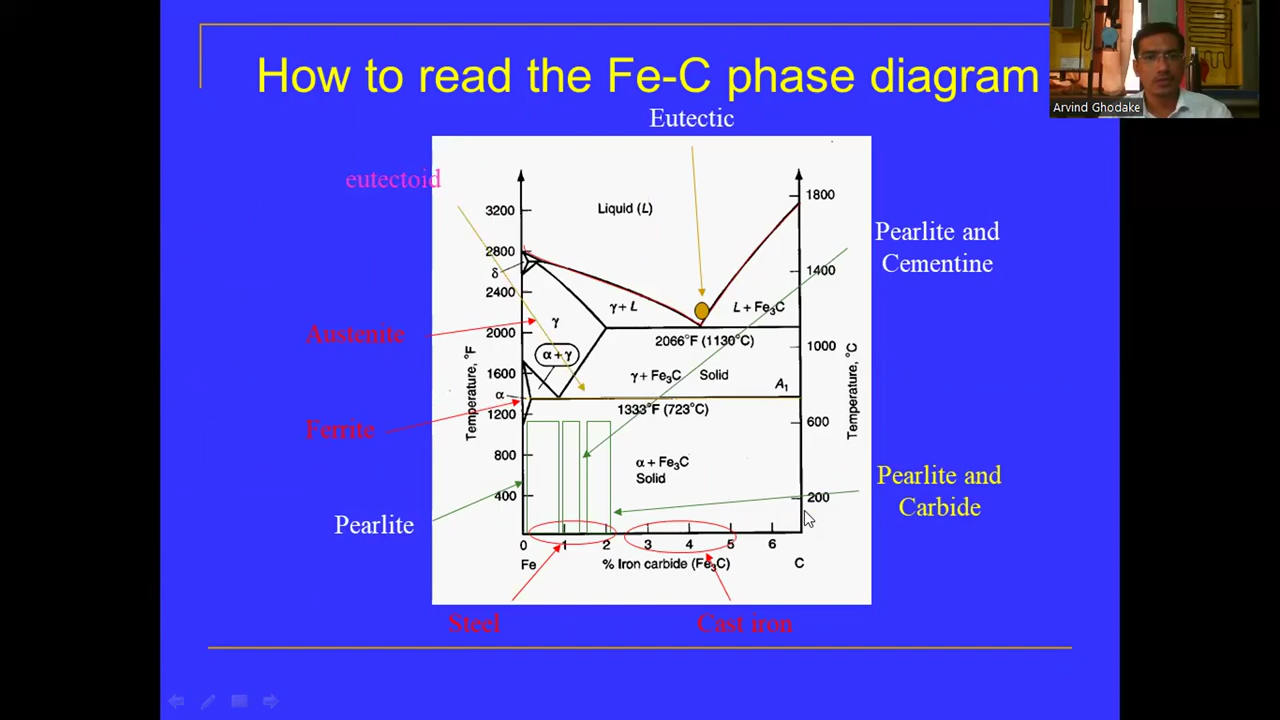 How to read the Fe-C phase diagram
Arvind Ghodake
Eutectic
eutectoid
Pearlite and
Cementine
Austenite
Ferrite
Pearlite and
Carbide
Pearlite
Steel
Cast iron
Temperature, °F
3200
2800
2400
2000
1600
1200
800
400
Temperature, °C
1800
1400
1000
600
200
Liquid (L)
δ
γ + L
L + Fe₃C
γ
2066°F (1130°C)
α + γ
γ + Fe₃C Solid
A₁
α
1333°F (723°C)
α + Fe₃C
Solid
0 1 2 3 4 5 6
Fe % Iron carbide (Fe₃C) C